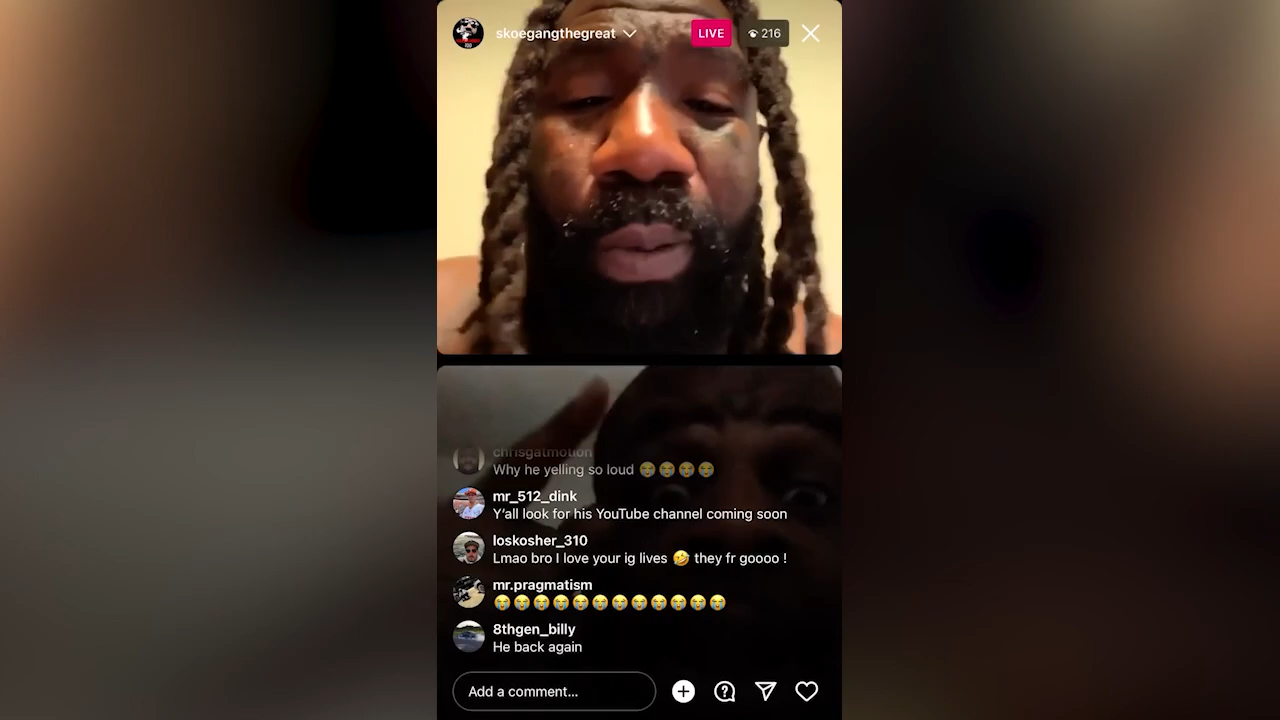 skoegangthegreat
LIVE
216
chrisgatmotion
Why he yelling so loud 😭😭😭😭
mr_512_dink
Y'all look for his YouTube channel coming soon
loskosher_310
Lmao bro I love your ig lives 🤣 they fr goooo !
mr.pragmatism
😭😭😭😭😭😭😭😭😭😭😭😭
8thgen_billy
He back again
Add a comment...